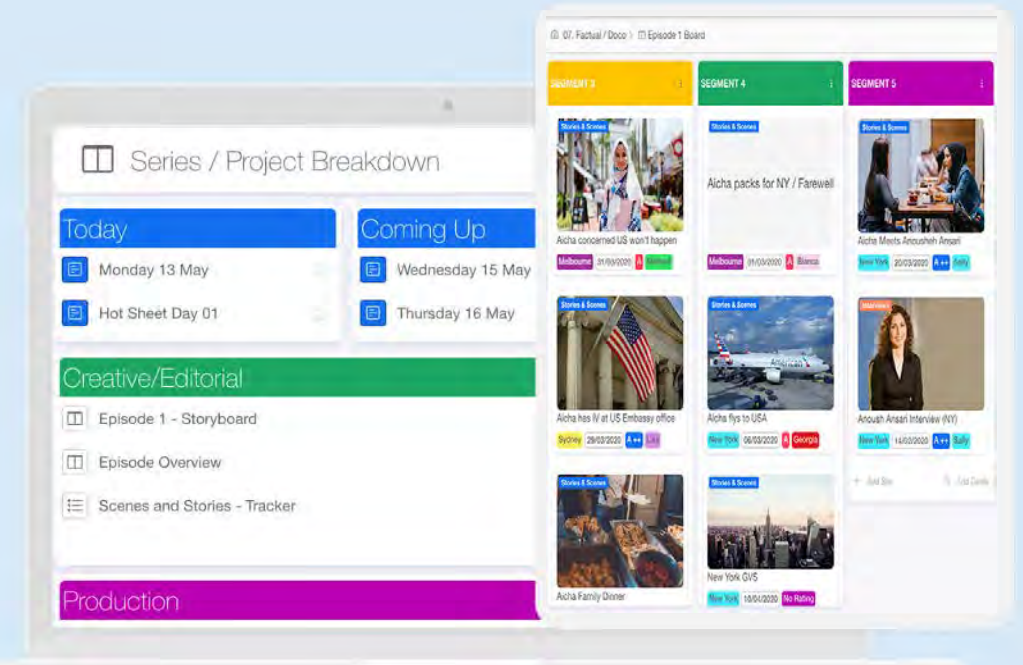 Series / Project Breakdown
Today
Monday 13 May
Hot Sheet Day 01
Coming Up
Wednesday 15 May
Thursday 16 May
Creative/Editorial
Episode 1 - Storyboard
Episode Overview
Scenes and Stories - Tracker
Production
07. Factual / Doco
Episode 1 Board
SEGMENT 3
Stories & Scenes
Aicha concerned US won't happen
Melbourne 31/03/2020 A
Stories & Scenes
Aicha has IV at US Embassy office
Sydney 29/03/2020 A++
Stories & Scenes
Aicha Family Dinner
SEGMENT 4
Stories & Scenes
Aicha packs for NY / Farewell
Melbourne 01/03/2020 A Bianca
Stories & Scenes
American
Aicha flys to USA
New York 06/03/2020 A Georgia
Stories & Scenes
New York GVS
New York 10/04/2020 No Rating
SEGMENT 5
Stories & Scenes
Aicha Meets Anousheh Ansari
New York 20/03/2020 A++ Sally
Interviews
Anoush Ansari Interview (NY)
New York 14/02/2020 A++ Sally
+ Add Box